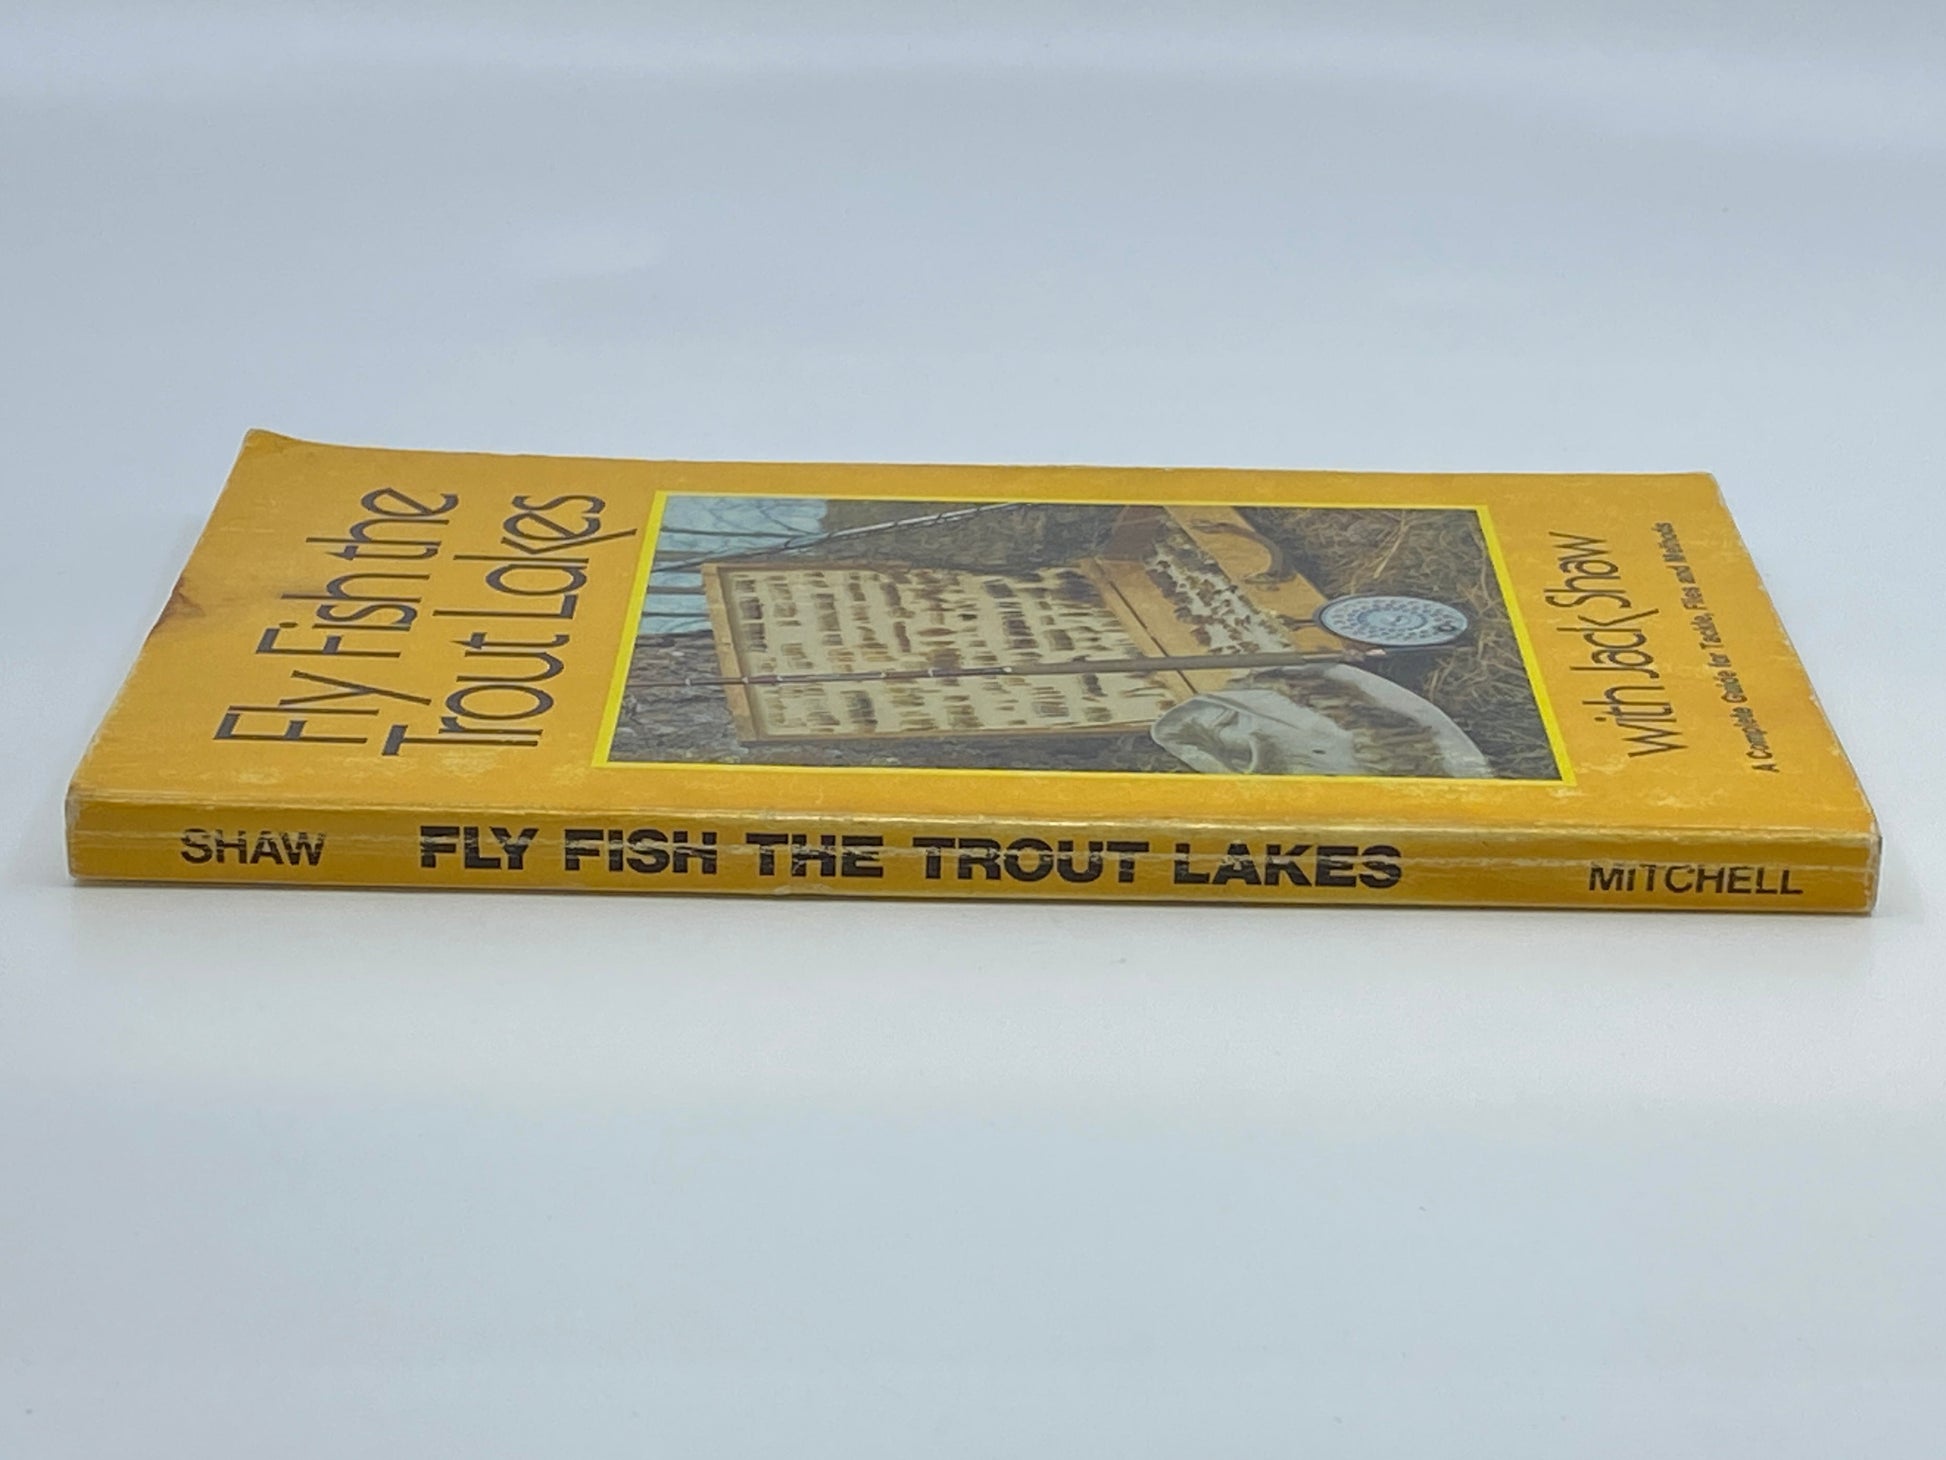 Fly Fish the
Trout Lakes
with Jack Shaw
A Complete Guide for Tackle, Flies and Methods
SHAW FLY FISH THE TROUT LAKES MITCHELL